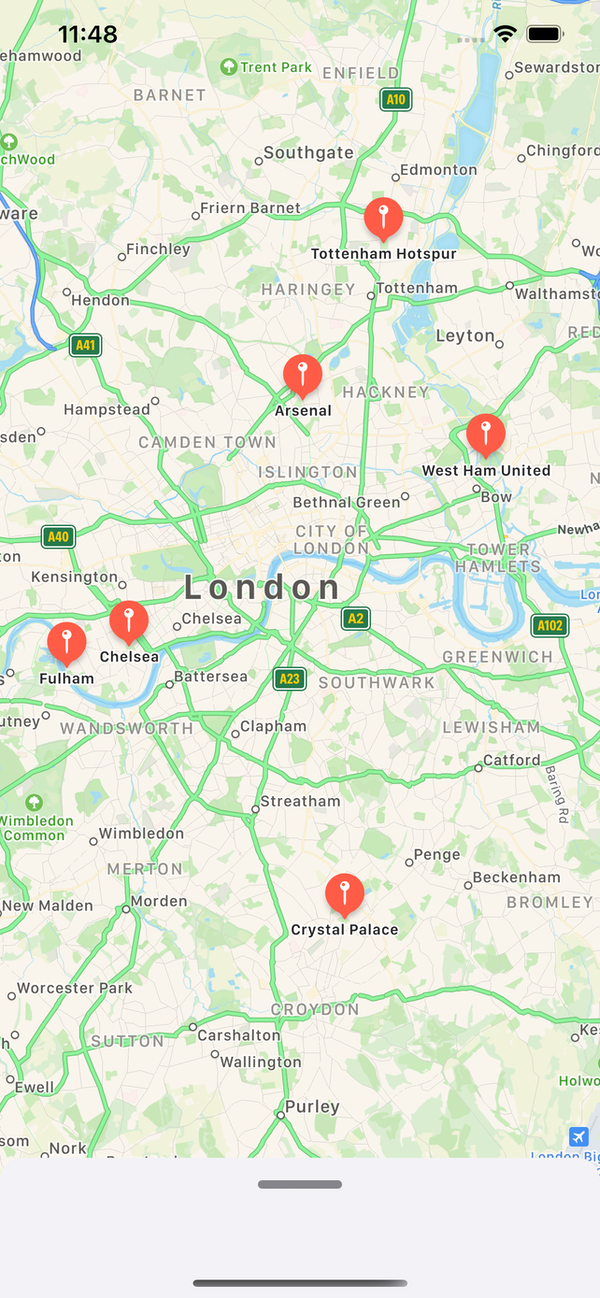 11:48
ehamwood
Trent Park
ENFIELD
Sewardston
BARNET
A10
Southgate
Chingford
chWood
Edmonton
ware
Friern Barnet
Finchley
Tottenham Hotspur
HARINGEY
Tottenham
Hendon
Walthamsto
A41
Leyton
RED
Arsenal
HACKNEY
Hampstead
sden
CAMDEN TOWN
West Ham United
ISLINGTON
Bethnal Green
Bow
CITY OF
LONDON
A40
Newha
TOWER
HAMLETS
ton
Kensington
London
Lon
Chelsea
A2
A102
Chelsea
Fulham
GREENWICH
Battersea
A23
SOUTHWARK
utney
WANDSWORTH
Clapham
LEWISHAM
Catford
Baring Rd
Streatham
Wimbledon
Common
Wimbledon
Penge
MERTON
Beckenham
New Malden
Morden
BROMLEY
Crystal Palace
Worcester Park
CROYDON
SUTTON
Carshalton
Kes
Wallington
Ewell
Holwo
Purley
som
Nork
London Big